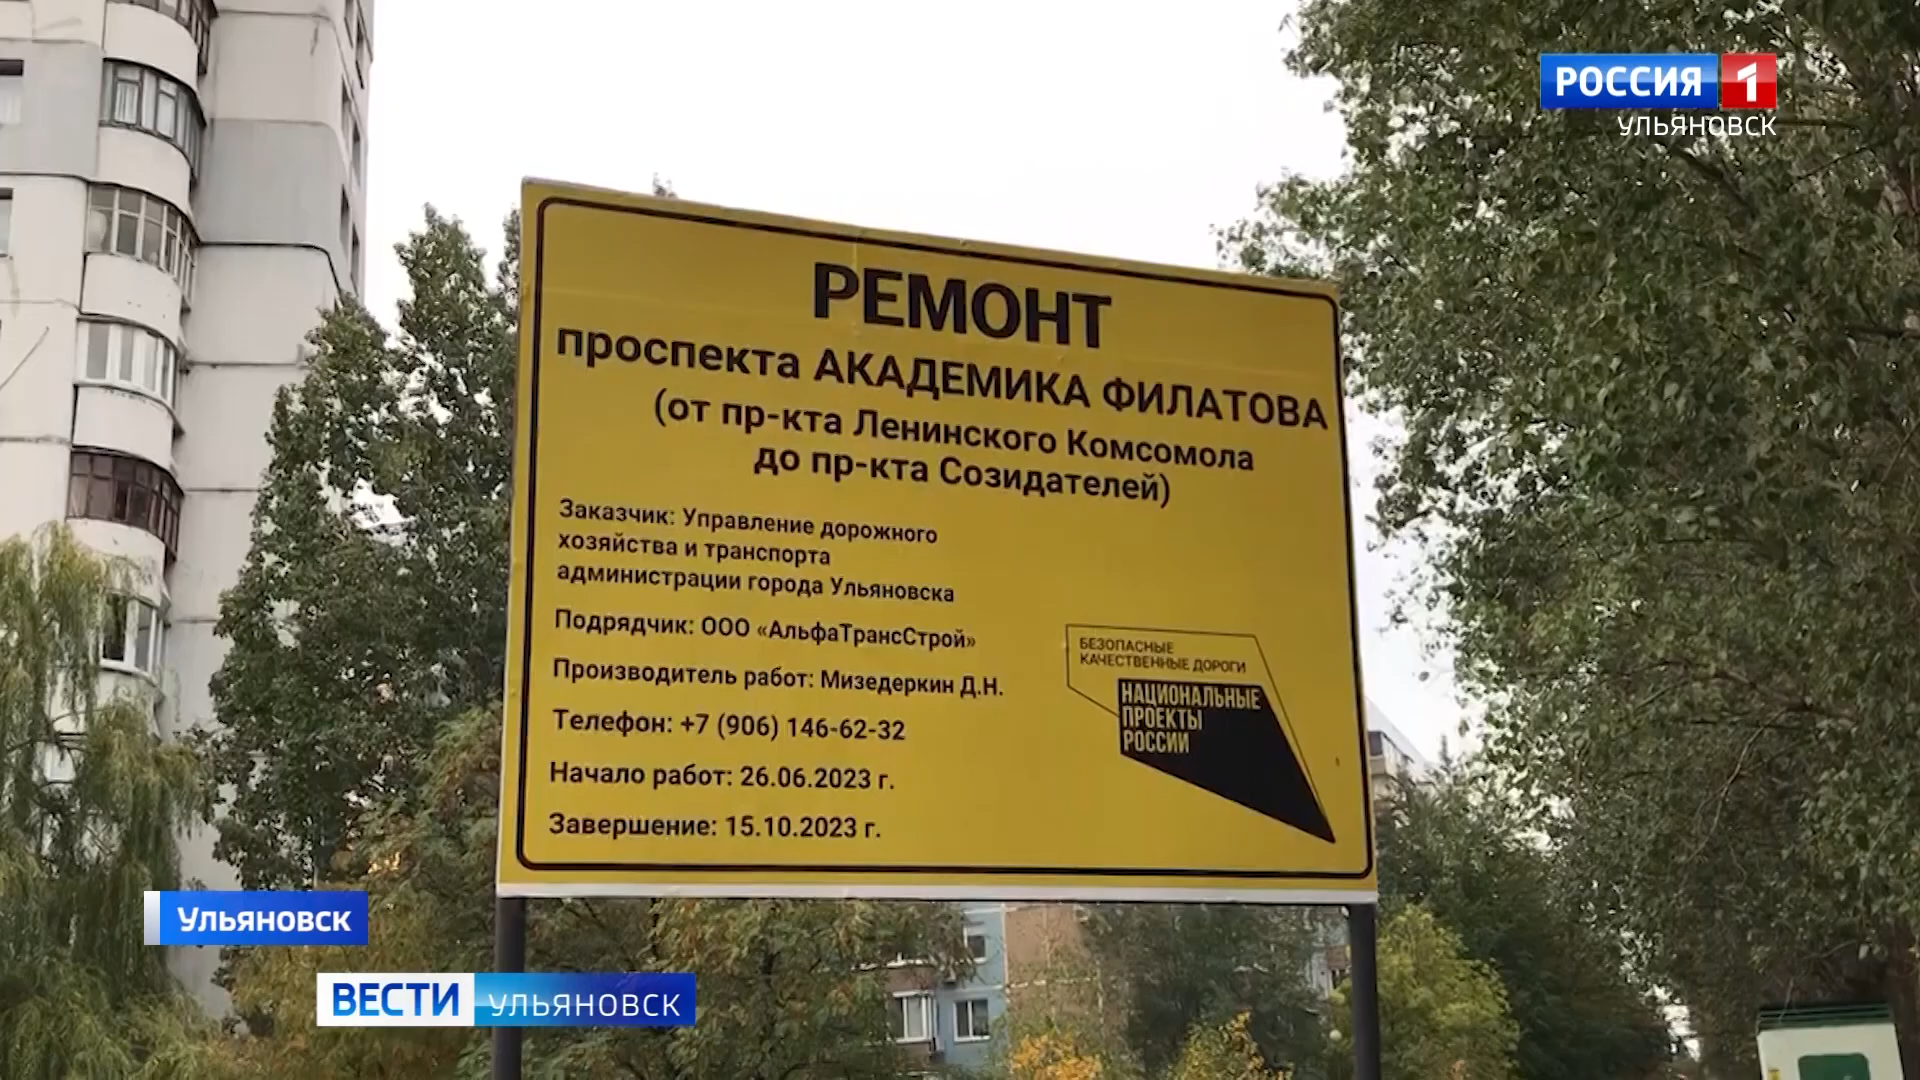 РОССИЯ 1
УЛЬЯНОВСК
РЕМОНТ
проспекта АКАДЕМИКА ФИЛАТОВА
(от пр-кта Ленинского Комсомола
до пр-кта Созидателей)
Заказчик: Управление дорожного
хозяйства и транспорта
администрации города Ульяновска
Подрядчик: ООО «АльфаТрансСтрой»
Производитель работ: Мизедеркин Д.Н.
Телефон: +7 (906) 146-62-32
Начало работ: 26.06.2023 г.
Завершение: 15.10.2023 г.
БЕЗОПАСНЫЕ
КАЧЕСТВЕННЫЕ ДОРОГИ
НАЦИОНАЛЬНЫЕ
ПРОЕКТЫ
РОССИИ
Ульяновск
ВЕСТИ УЛЬЯНОВСК